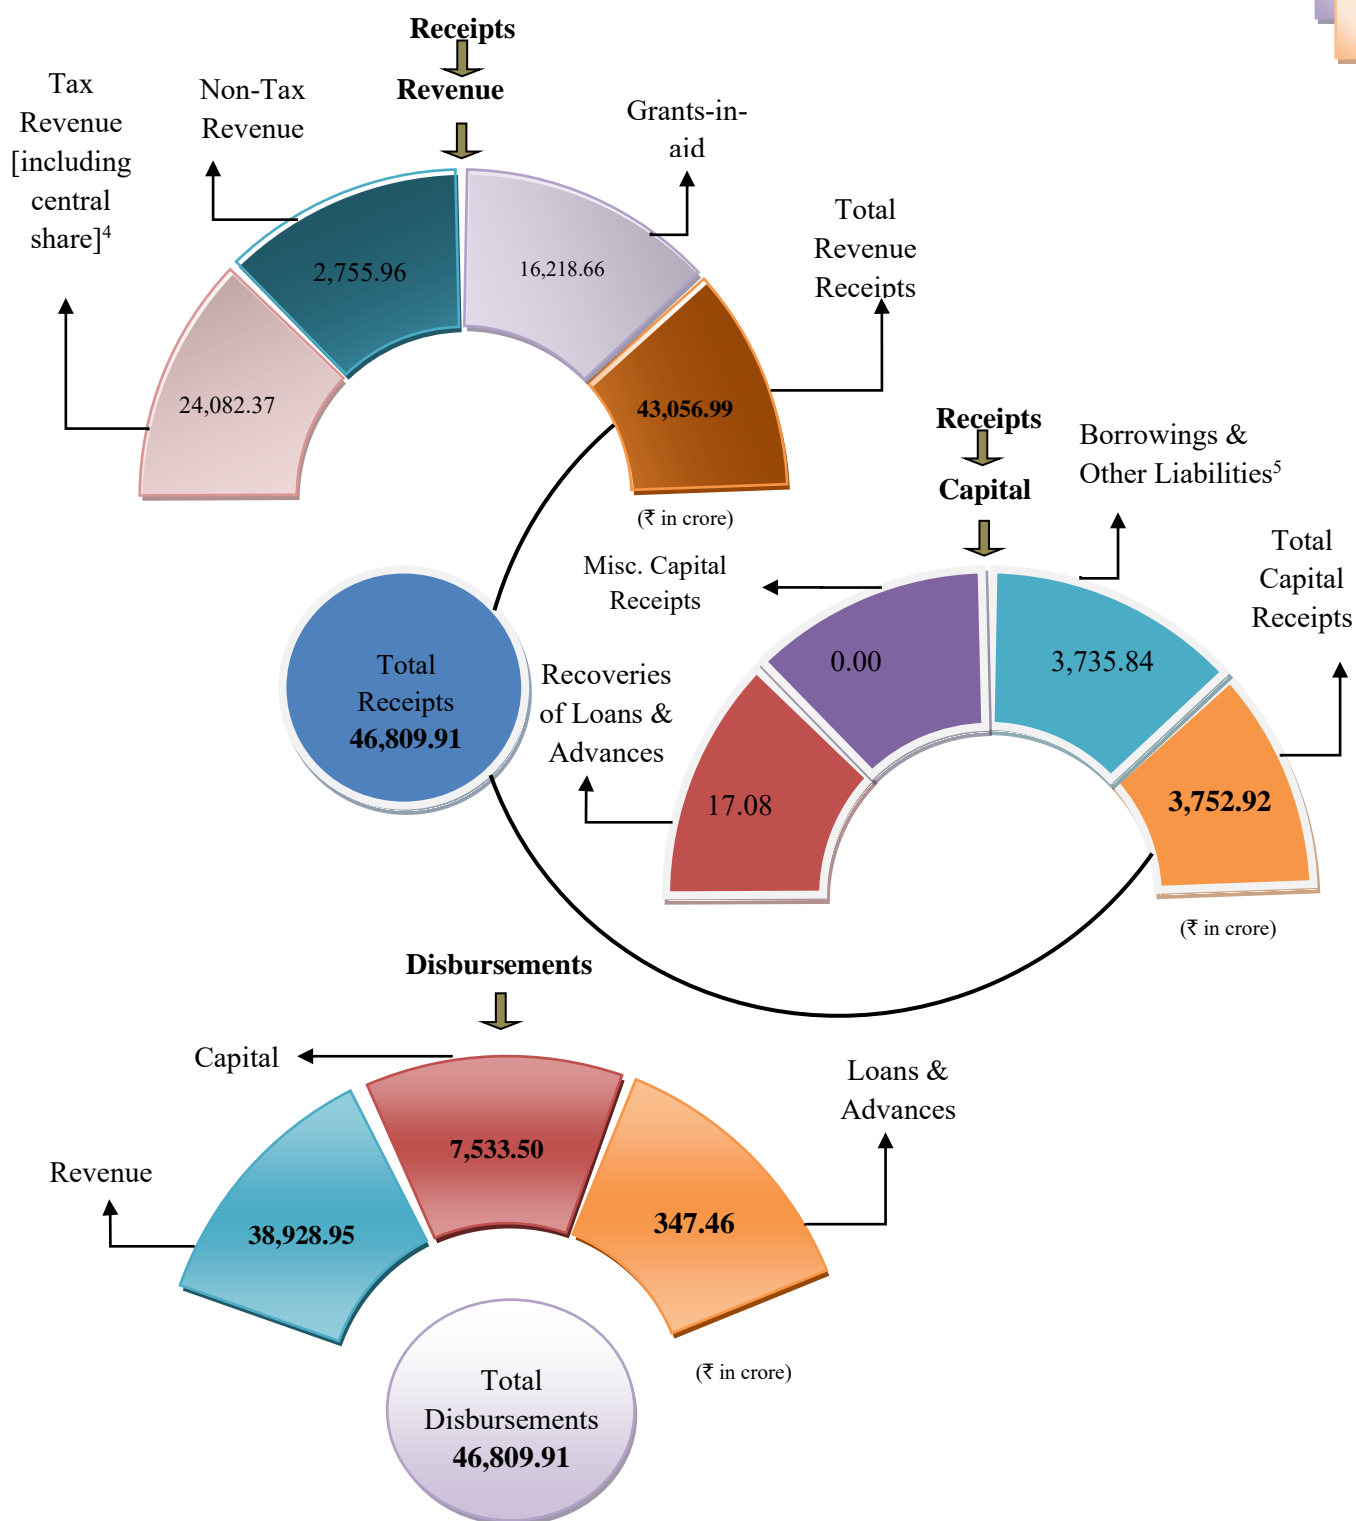 Receipts
Revenue
Tax
Revenue
[including
central
share]4
Non-Tax
Revenue
Grants-in-
aid
Total
Revenue
Receipts
24,082.37
2,755.96
16,218.66
43,056.99
(₹ in crore)
Receipts
Capital
Borrowings &
Other Liabilities5
Total
Capital
Receipts
Misc. Capital
Receipts
Recoveries
of Loans &
Advances
17.08
0.00
3,735.84
3,752.92
(₹ in crore)
Total
Receipts
46,809.91
Disbursements
Capital
Loans &
Advances
Revenue
38,928.95
7,533.50
347.46
(₹ in crore)
Total
Disbursements
46,809.91